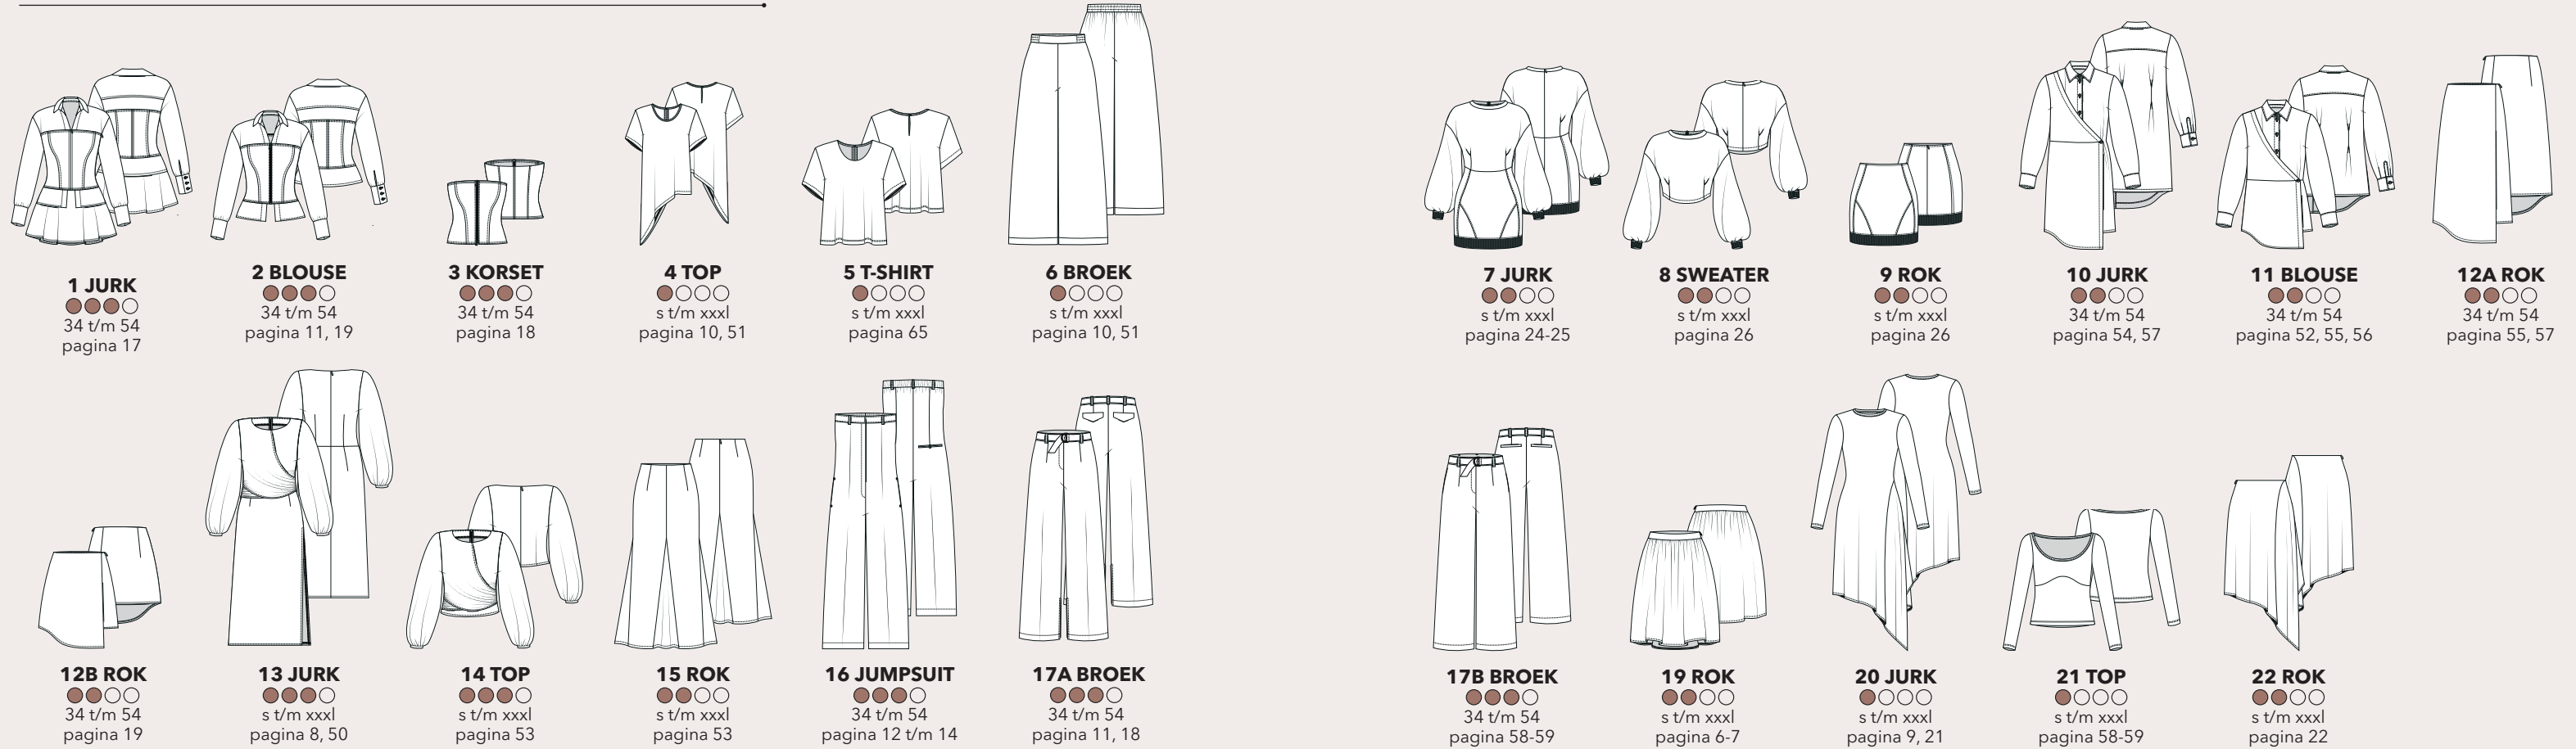 1 JURK
34 t/m 54
pagina 17
2 BLOUSE
34 t/m 54
pagina 11, 19
3 KORSET
34 t/m 54
pagina 18
4 TOP
s t/m xxxl
pagina 10, 51
5 T-SHIRT
s t/m xxxl
pagina 65
6 BROEK
s t/m xxxl
pagina 10, 51
7 JURK
s t/m xxxl
pagina 24-25
8 SWEATER
s t/m xxxl
pagina 26
9 ROK
s t/m xxxl
pagina 26
10 JURK
34 t/m 54
pagina 54, 57
11 BLOUSE
34 t/m 54
pagina 52, 55, 56
12A ROK
34 t/m 54
pagina 55, 57
12B ROK
34 t/m 54
pagina 19
13 JURK
s t/m xxxl
pagina 8, 50
14 TOP
s t/m xxxl
pagina 53
15 ROK
s t/m xxxl
pagina 53
16 JUMPSUIT
34 t/m 54
pagina 12 t/m 14
17A BROEK
34 t/m 54
pagina 11, 18
17B BROEK
34 t/m 54
pagina 58-59
19 ROK
s t/m xxxl
pagina 6-7
20 JURK
s t/m xxxl
pagina 9, 21
21 TOP
s t/m xxxl
pagina 58-59
22 ROK
s t/m xxxl
pagina 22